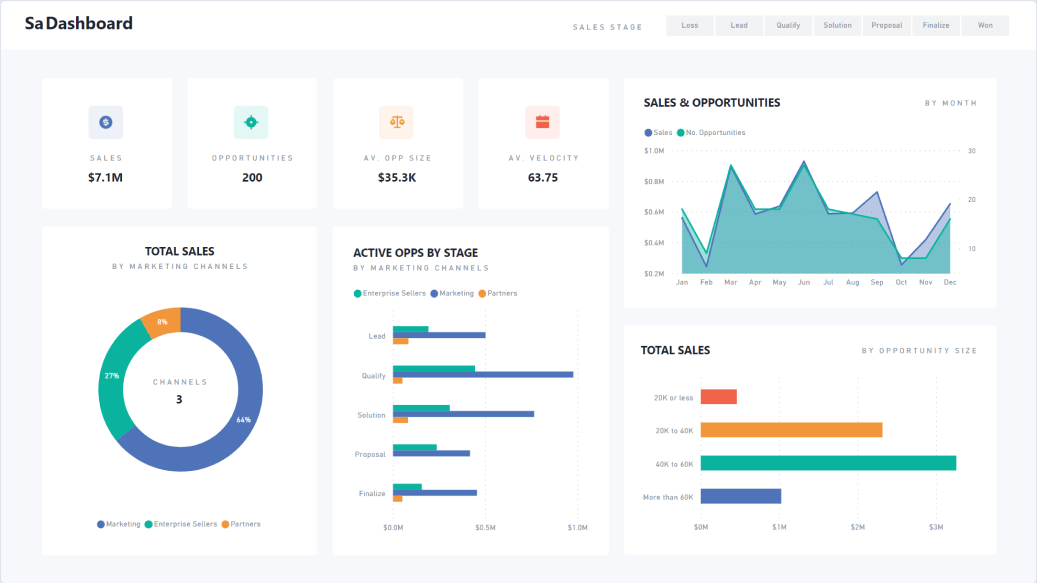 Sa Dashboard
SALES STAGE
Loss Lead Qualify Solution Proposal Finalize Won
SALES
$7.1M
OPPORTUNITIES
200
AV. OPP SIZE
$35.3K
AV. VELOCITY
63.75
SALES & OPPORTUNITIES
BY MONTH
Sales No. Opportunities
$1.0M
$0.8M
$0.6M
$0.4M
$0.2M
30
20
10
Jan Feb Mar Apr May Jun Jul Aug Sep Oct Nov Dec
TOTAL SALES
BY MARKETING CHANNELS
8%
27%
64%
CHANNELS
3
Marketing Enterprise Sellers Partners
ACTIVE OPPS BY STAGE
BY MARKETING CHANNELS
Enterprise Sellers Marketing Partners
Lead
Qualify
Solution
Proposal
Finalize
$0.0M $0.5M $1.0M
TOTAL SALES
BY OPPORTUNITY SIZE
20K or less
20K to 40K
40K to 60K
More than 60K
$0M $1M $2M $3M